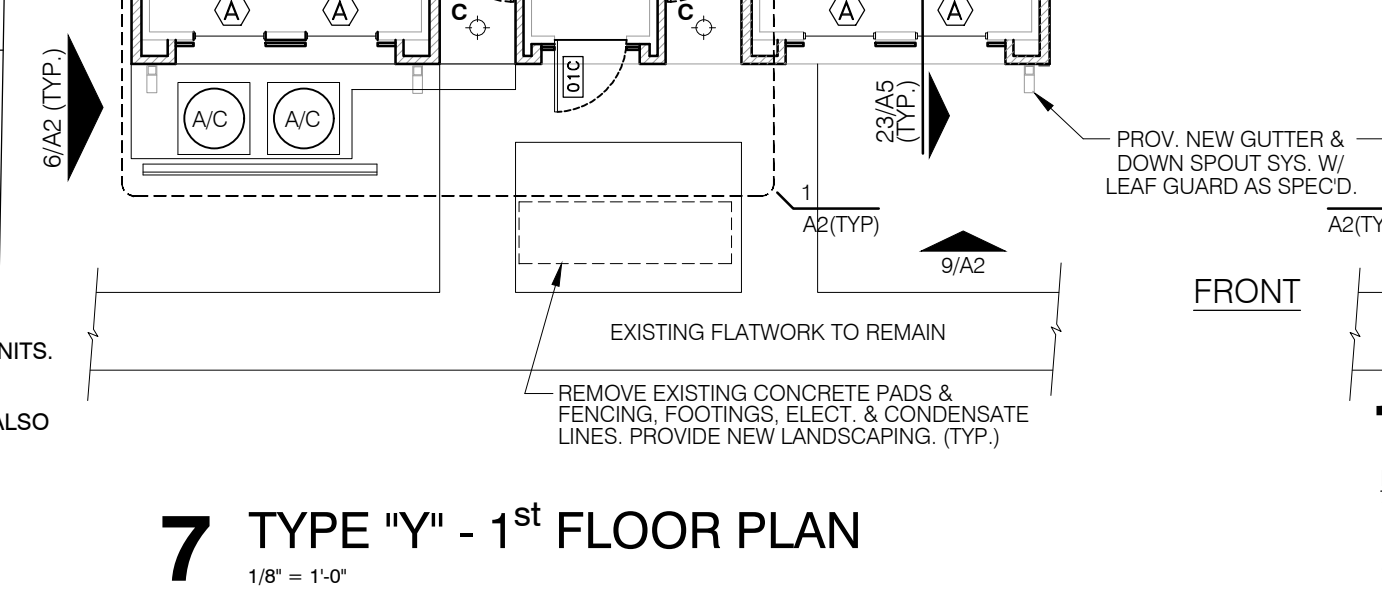 A A C C A A
6/A2 (TYP.)
A/C A/C
01C
23/A5
(TYP.)
PROV. NEW GUTTER &
DOWN SPOUT SYS. W/
LEAF GUARD AS SPEC'D.
1
A2(TYP)
A2(TY
9/A2
FRONT
EXISTING FLATWORK TO REMAIN
NITS.
ALSO
REMOVE EXISTING CONCRETE PADS &
FENCING, FOOTINGS, ELECT. & CONDENSATE
LINES. PROVIDE NEW LANDSCAPING. (TYP.)
7 TYPE "Y" - 1st FLOOR PLAN
1/8" = 1'-0"